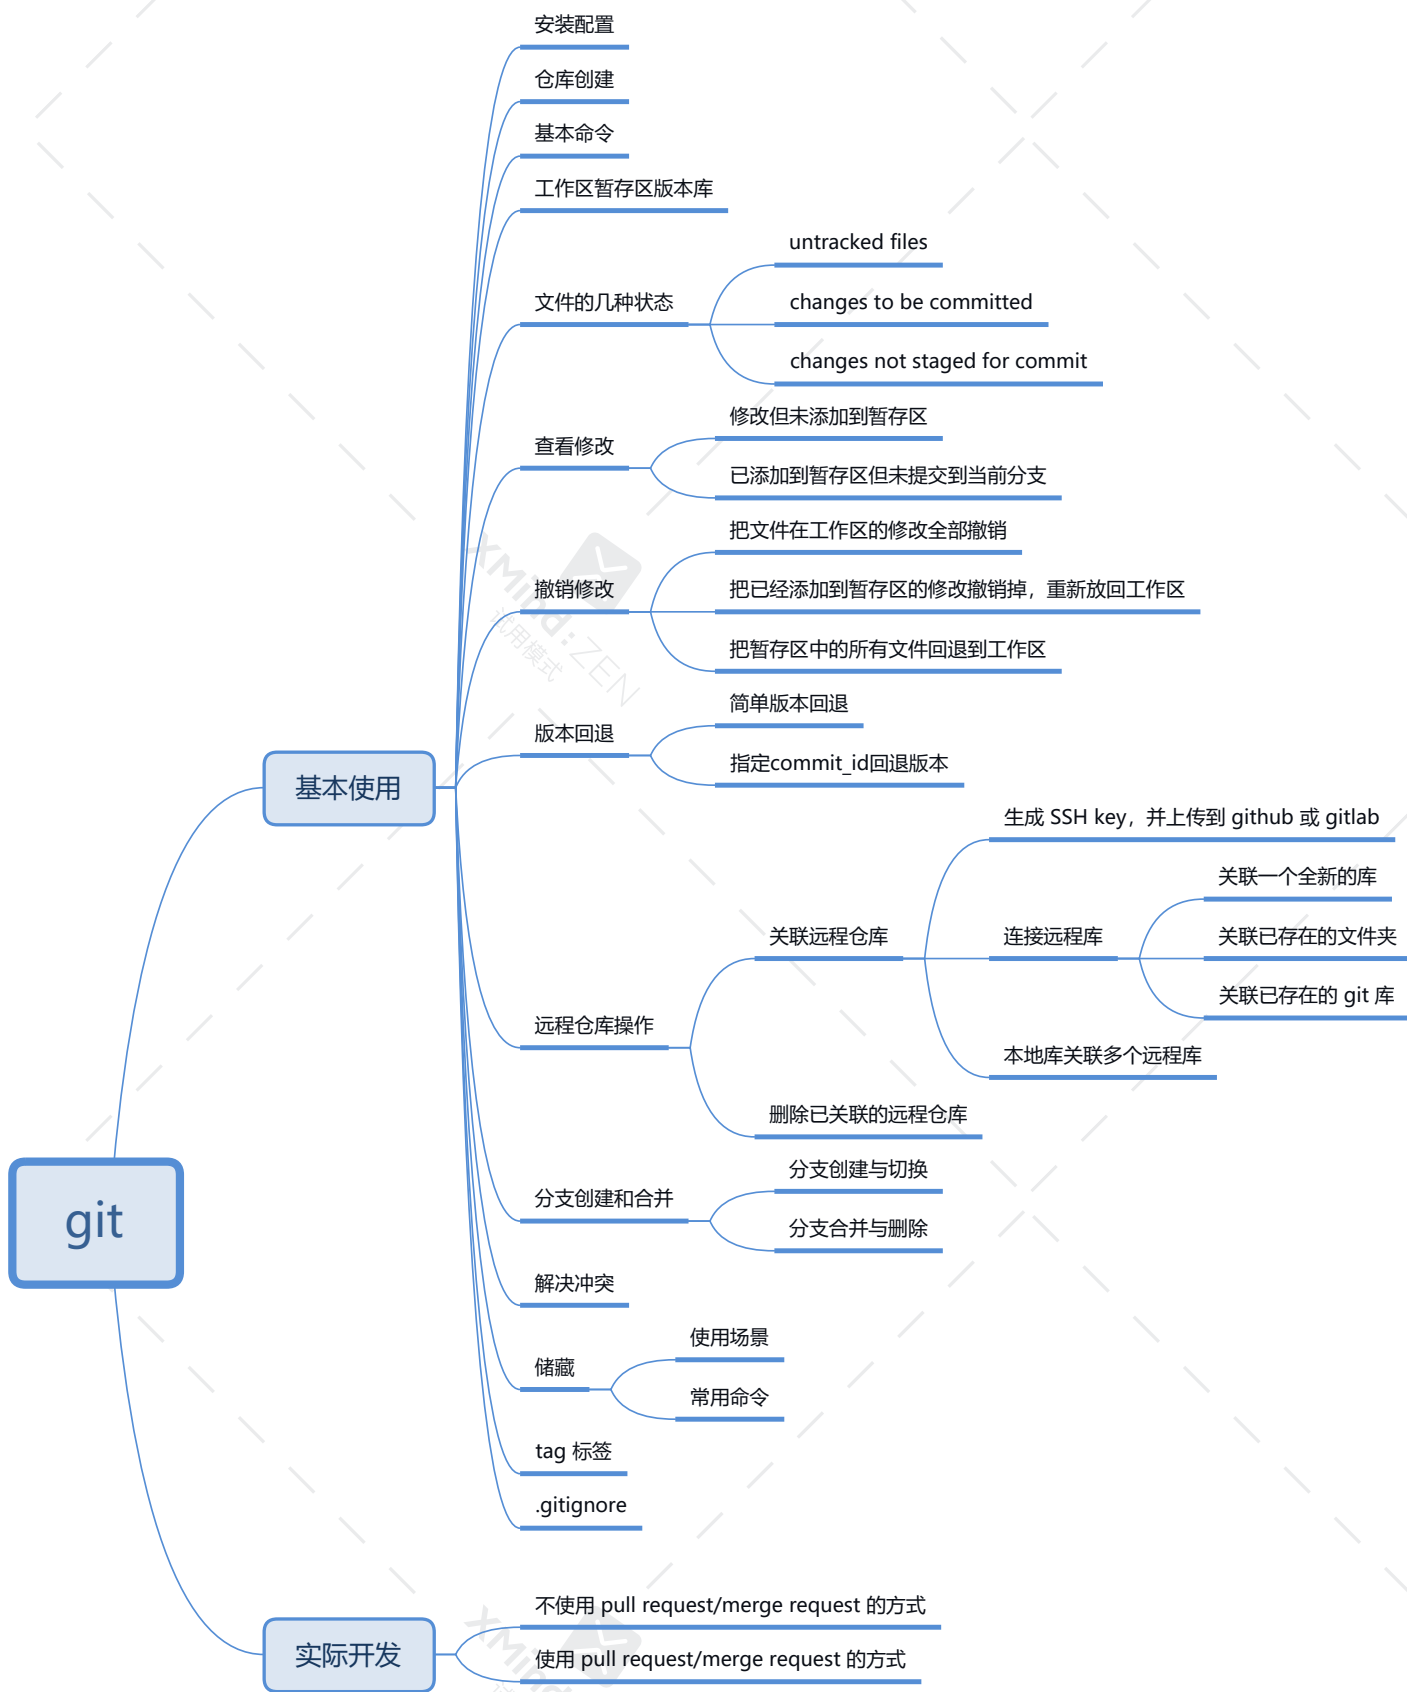 安装配置
仓库创建
基本命令
工作区暂存区版本库
untracked files
文件的几种状态
changes to be committed
changes not staged for commit
修改但未添加到暂存区
查看修改
已添加到暂存区但未提交到当前分支
把文件在工作区的修改全部撤销
撤销修改
把已经添加到暂存区的修改撤销掉，重新放回工作区
把暂存区中的所有文件回退到工作区
简单版本回退
版本回退
指定commit_id回退版本
基本使用
生成 SSH key，并上传到 github 或 gitlab
关联一个全新的库
关联远程仓库
连接远程库
关联已存在的文件夹
关联已存在的 git 库
远程仓库操作
本地库关联多个远程库
删除已关联的远程仓库
分支创建与切换
分支创建和合并
分支合并与删除
git
解决冲突
使用场景
储藏
常用命令
tag 标签
.gitignore
不使用 pull request/merge request 的方式
实际开发
使用 pull request/merge request 的方式
XMind:ZEN
试用模式
XMind